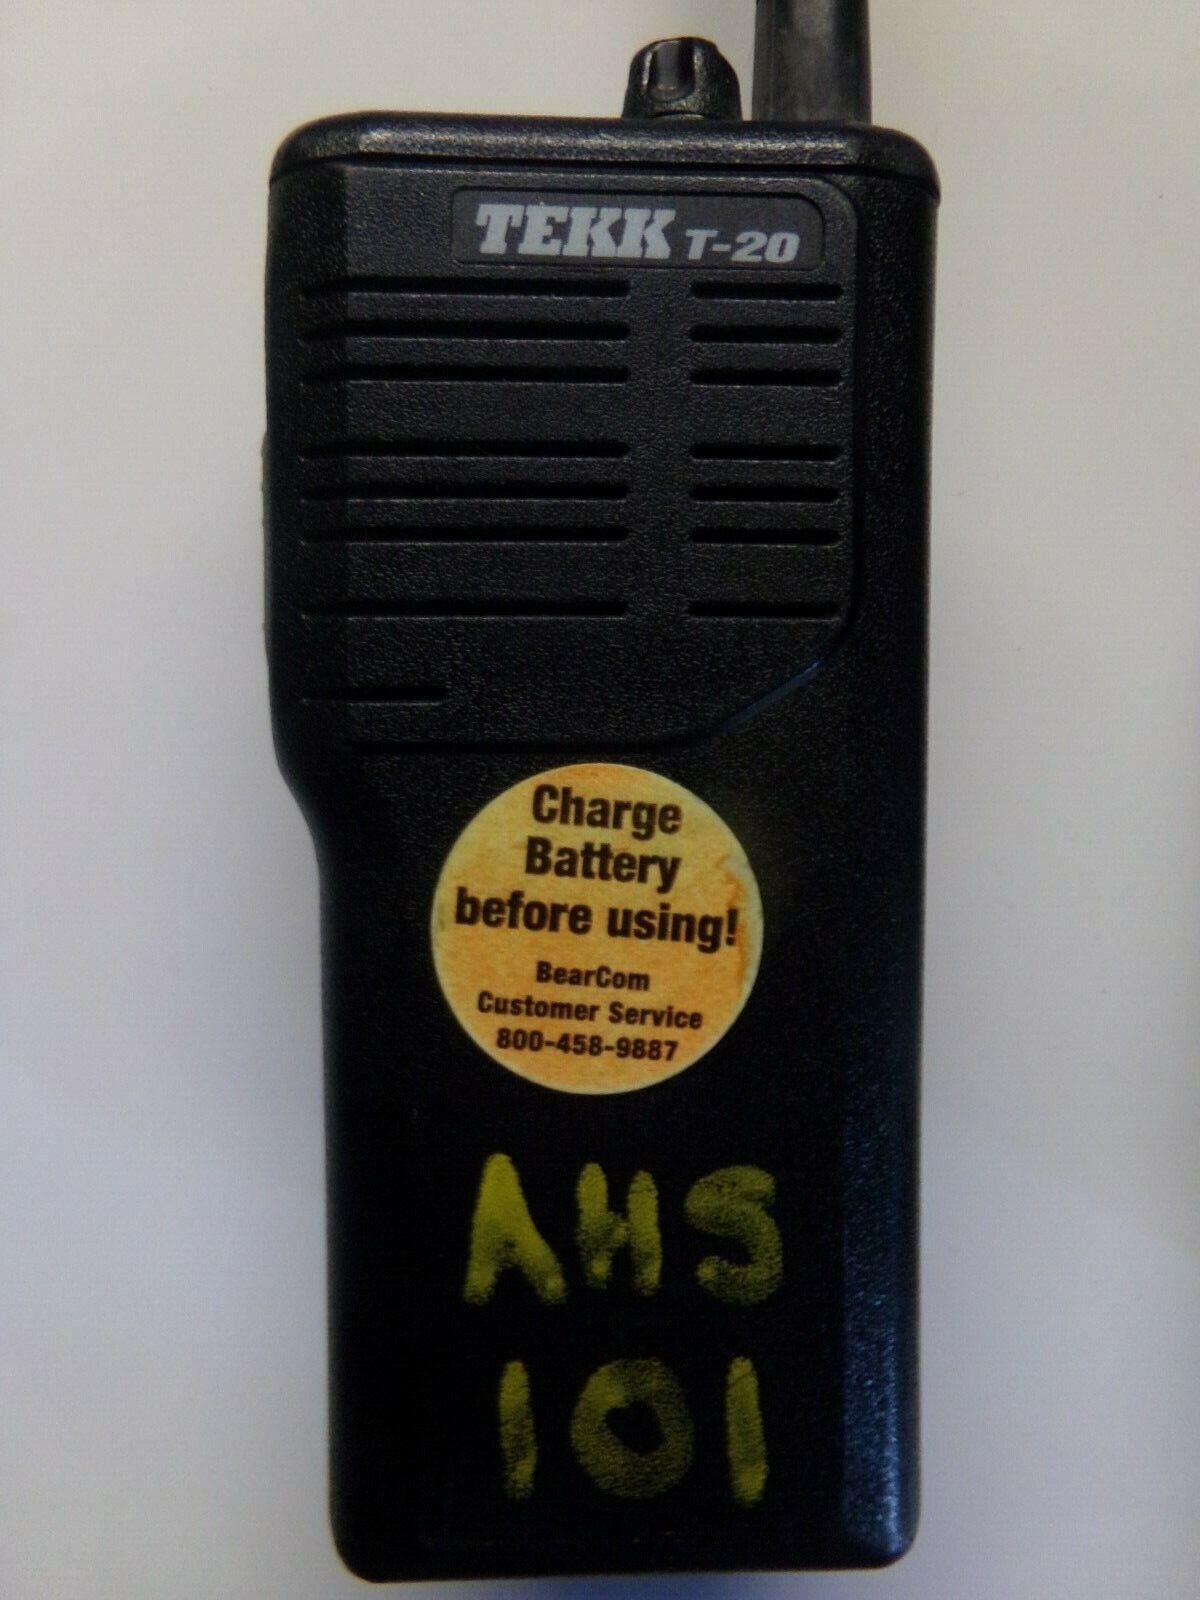 TEKK T-20
Charge
Battery
before using!
BearCom
Customer Service
800-458-9887
AHS
101